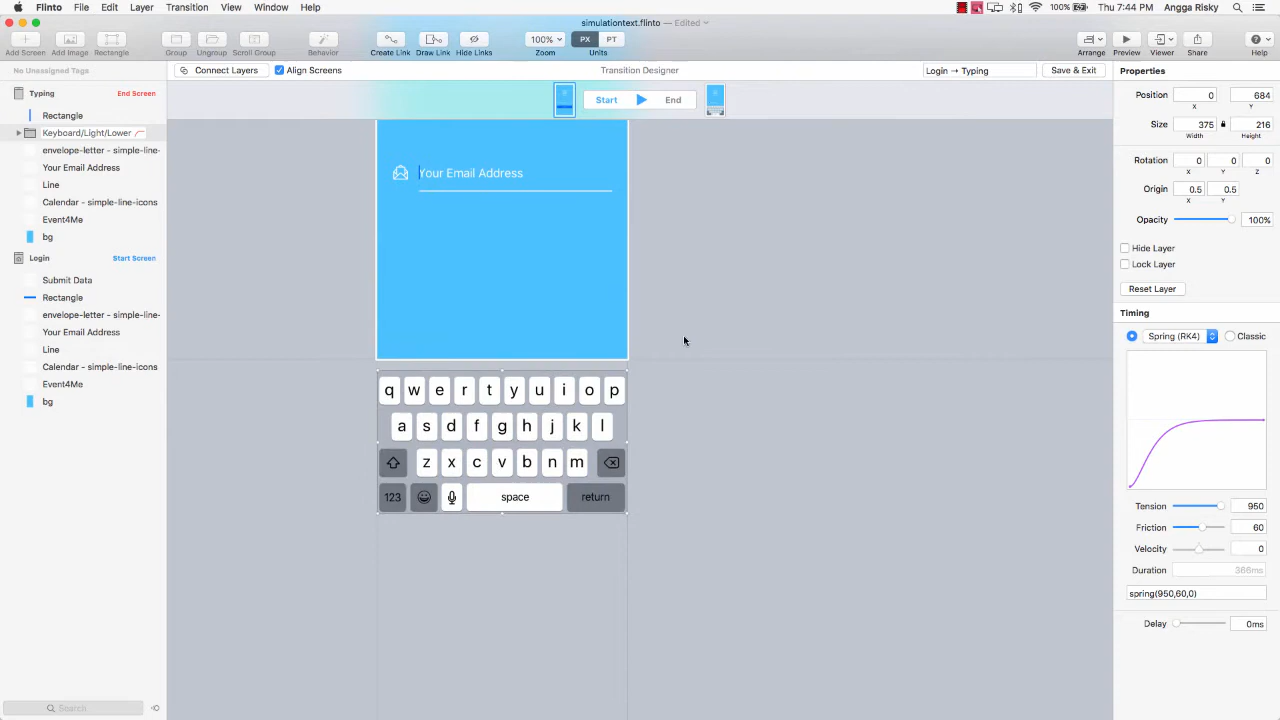 Flinto File Edit Layer Transition View Window Help 100% Thu 7:44 PM Angga Risky
simulationtext.flinto — Edited
Add Screen Add Image Rectangle Group Ungroup Scroll Group Behavior Create Link Draw Link Hide Links 100% Zoom PX PT Units Arrange Preview Viewer Share Help
No Unassigned Tags Connect Layers Align Screens Transition Designer Login → Typing Save & Exit Properties
Typing End Screen
Rectangle
Keyboard/Light/Lower
envelope-letter - simple-line-
Your Email Address
Line
Calendar - simple-line-icons
Event4Me
bg
Login Start Screen
Submit Data
Rectangle
envelope-letter - simple-line-
Your Email Address
Line
Calendar - simple-line-icons
Event4Me
bg
Search
Start End
Your Email Address
q w e r t y u i o p
a s d f g h j k l
z x c v b n m
123 space return
Position 0 684
X Y
Size 375 216
Width Height
Rotation 0 0 0
X Y Z
Origin 0.5 0.5
X Y
Opacity 100%
Hide Layer
Lock Layer
Reset Layer
Timing
Spring (RK4) Classic
Tension 950
Friction 60
Velocity 0
Duration 366ms
spring(950,60,0)
Delay 0ms